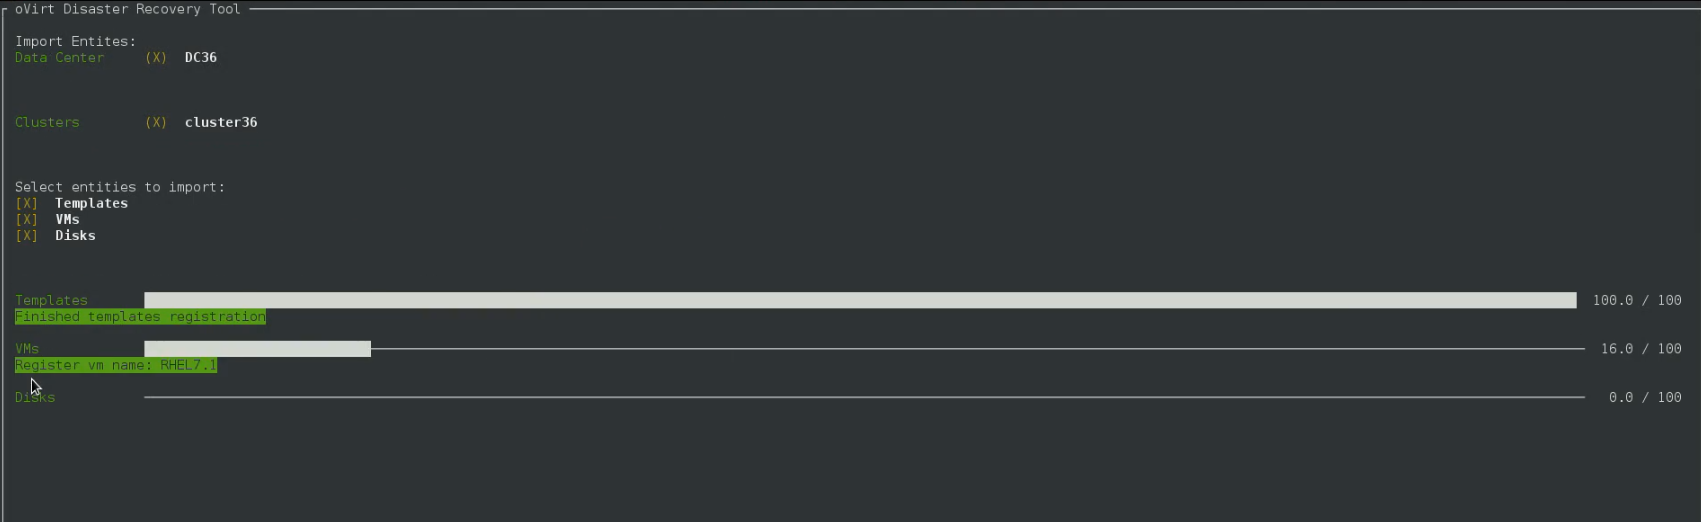 oVirt Disaster Recovery Tool
Import Entites:
Data Center (X) DC36
Clusters (X) cluster36
Select entities to import:
[X] Templates
[X] VMs
[X] Disks
Templates 100.0 / 100
Finished templates registration
VMs 16.0 / 100
Register vm name: RHEL7.1
Disks 0.0 / 100